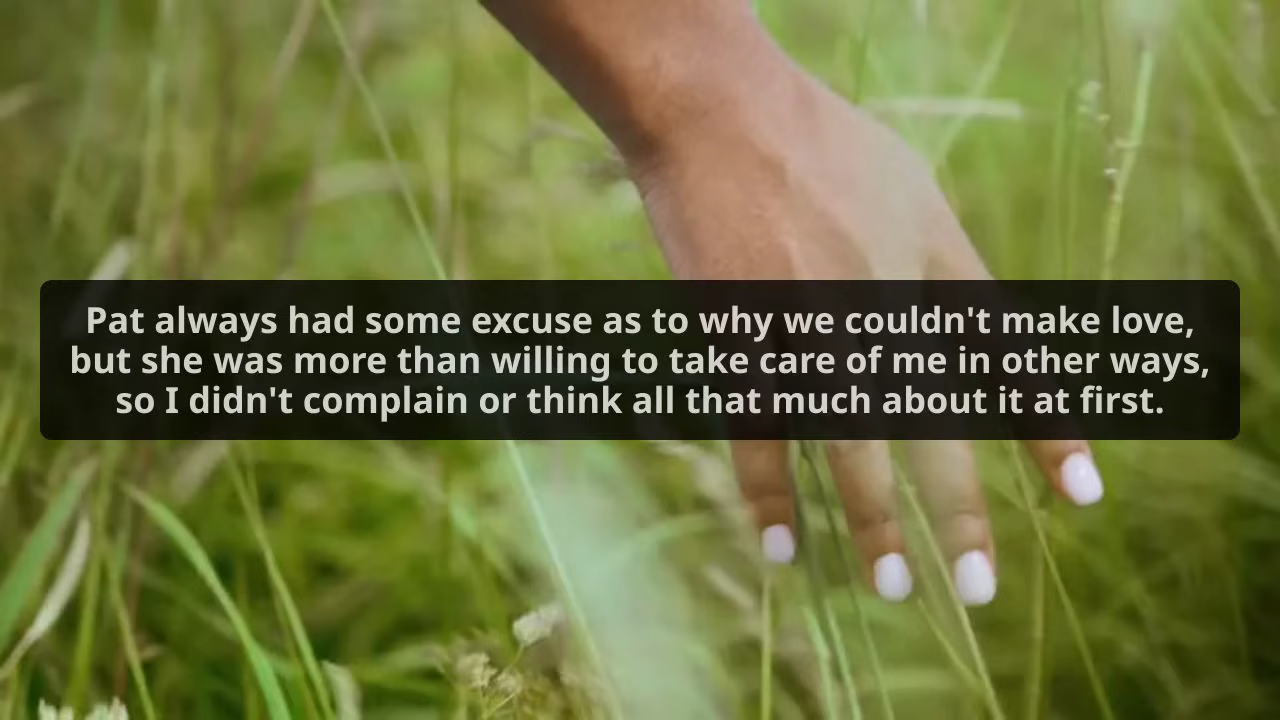 Pat always had some excuse as to why we couldn't make love,
but she was more than willing to take care of me in other ways,
so I didn't complain or think all that much about it at first.